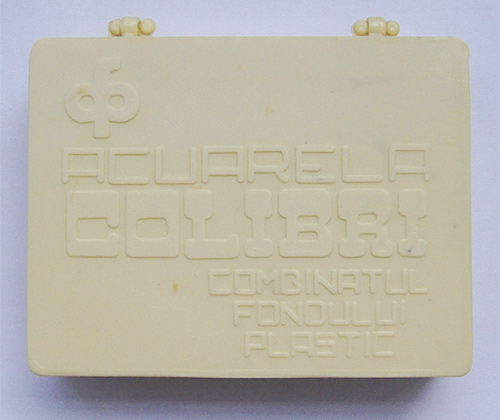 ACUARELA
COLIBRI
COMBINATUL
FONDULUI
PLASTIC